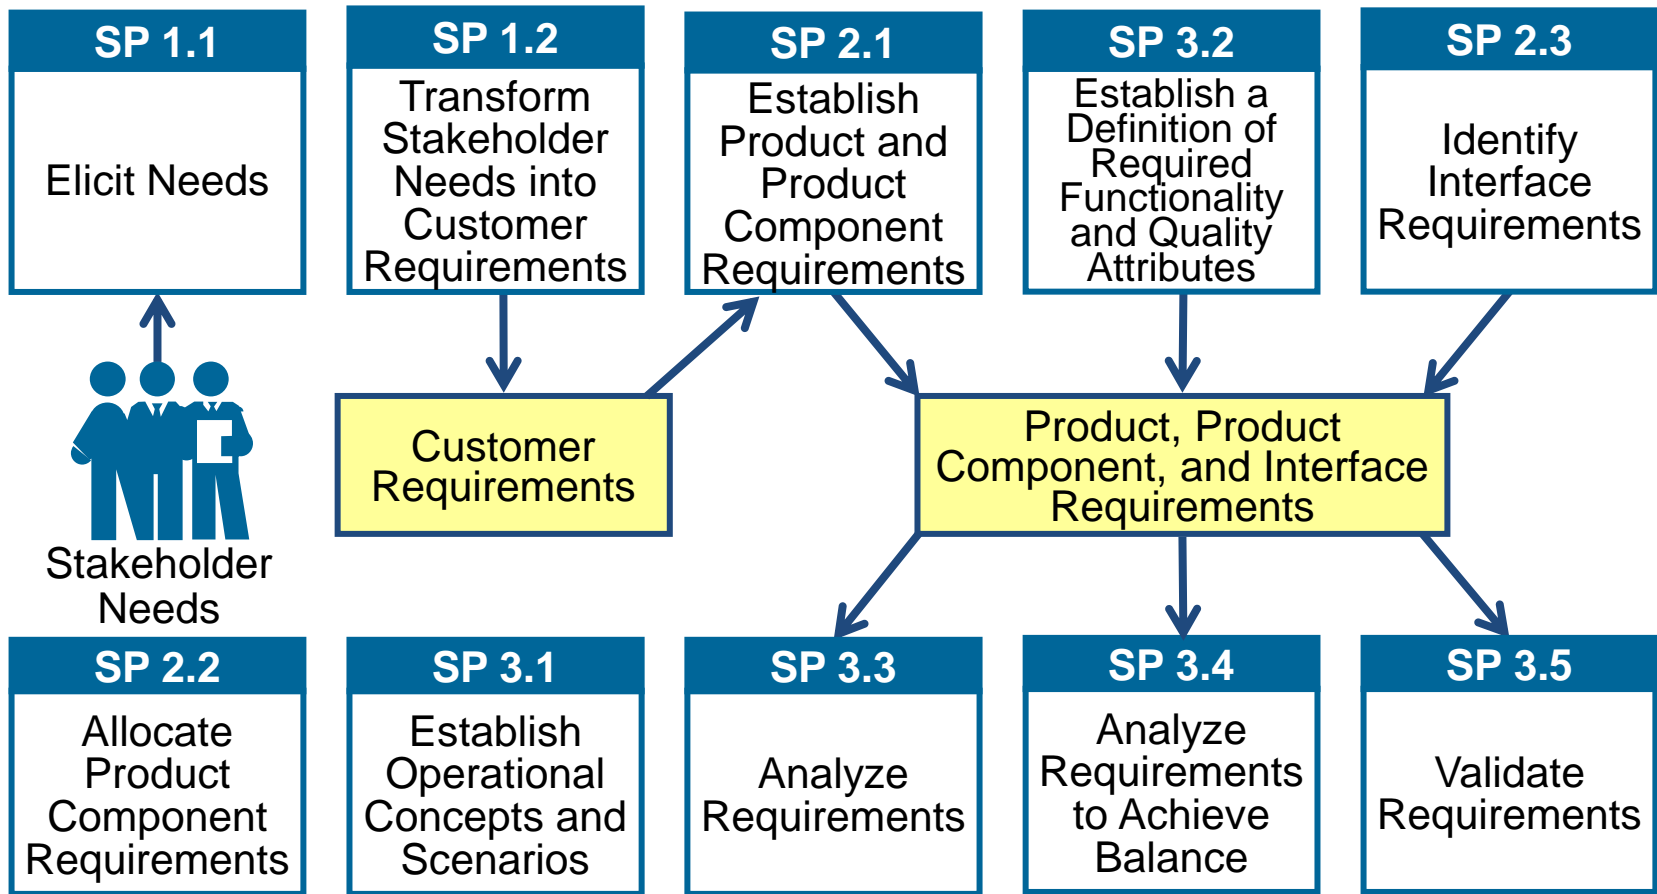 SP 1.1
Elicit Needs
SP 1.2
Transform
Stakeholder
Needs into
Customer
Requirements
SP 2.1
Establish
Product and
Product
Component
Requirements
SP 3.2
Establish a
Definition of
Required
Functionality
and Quality
Attributes
SP 2.3
Identify
Interface
Requirements
Stakeholder
Needs
Customer
Requirements
Product, Product
Component, and Interface
Requirements
SP 2.2
Allocate
Product
Component
Requirements
SP 3.1
Establish
Operational
Concepts and
Scenarios
SP 3.3
Analyze
Requirements
SP 3.4
Analyze
Requirements
to Achieve
Balance
SP 3.5
Validate
Requirements